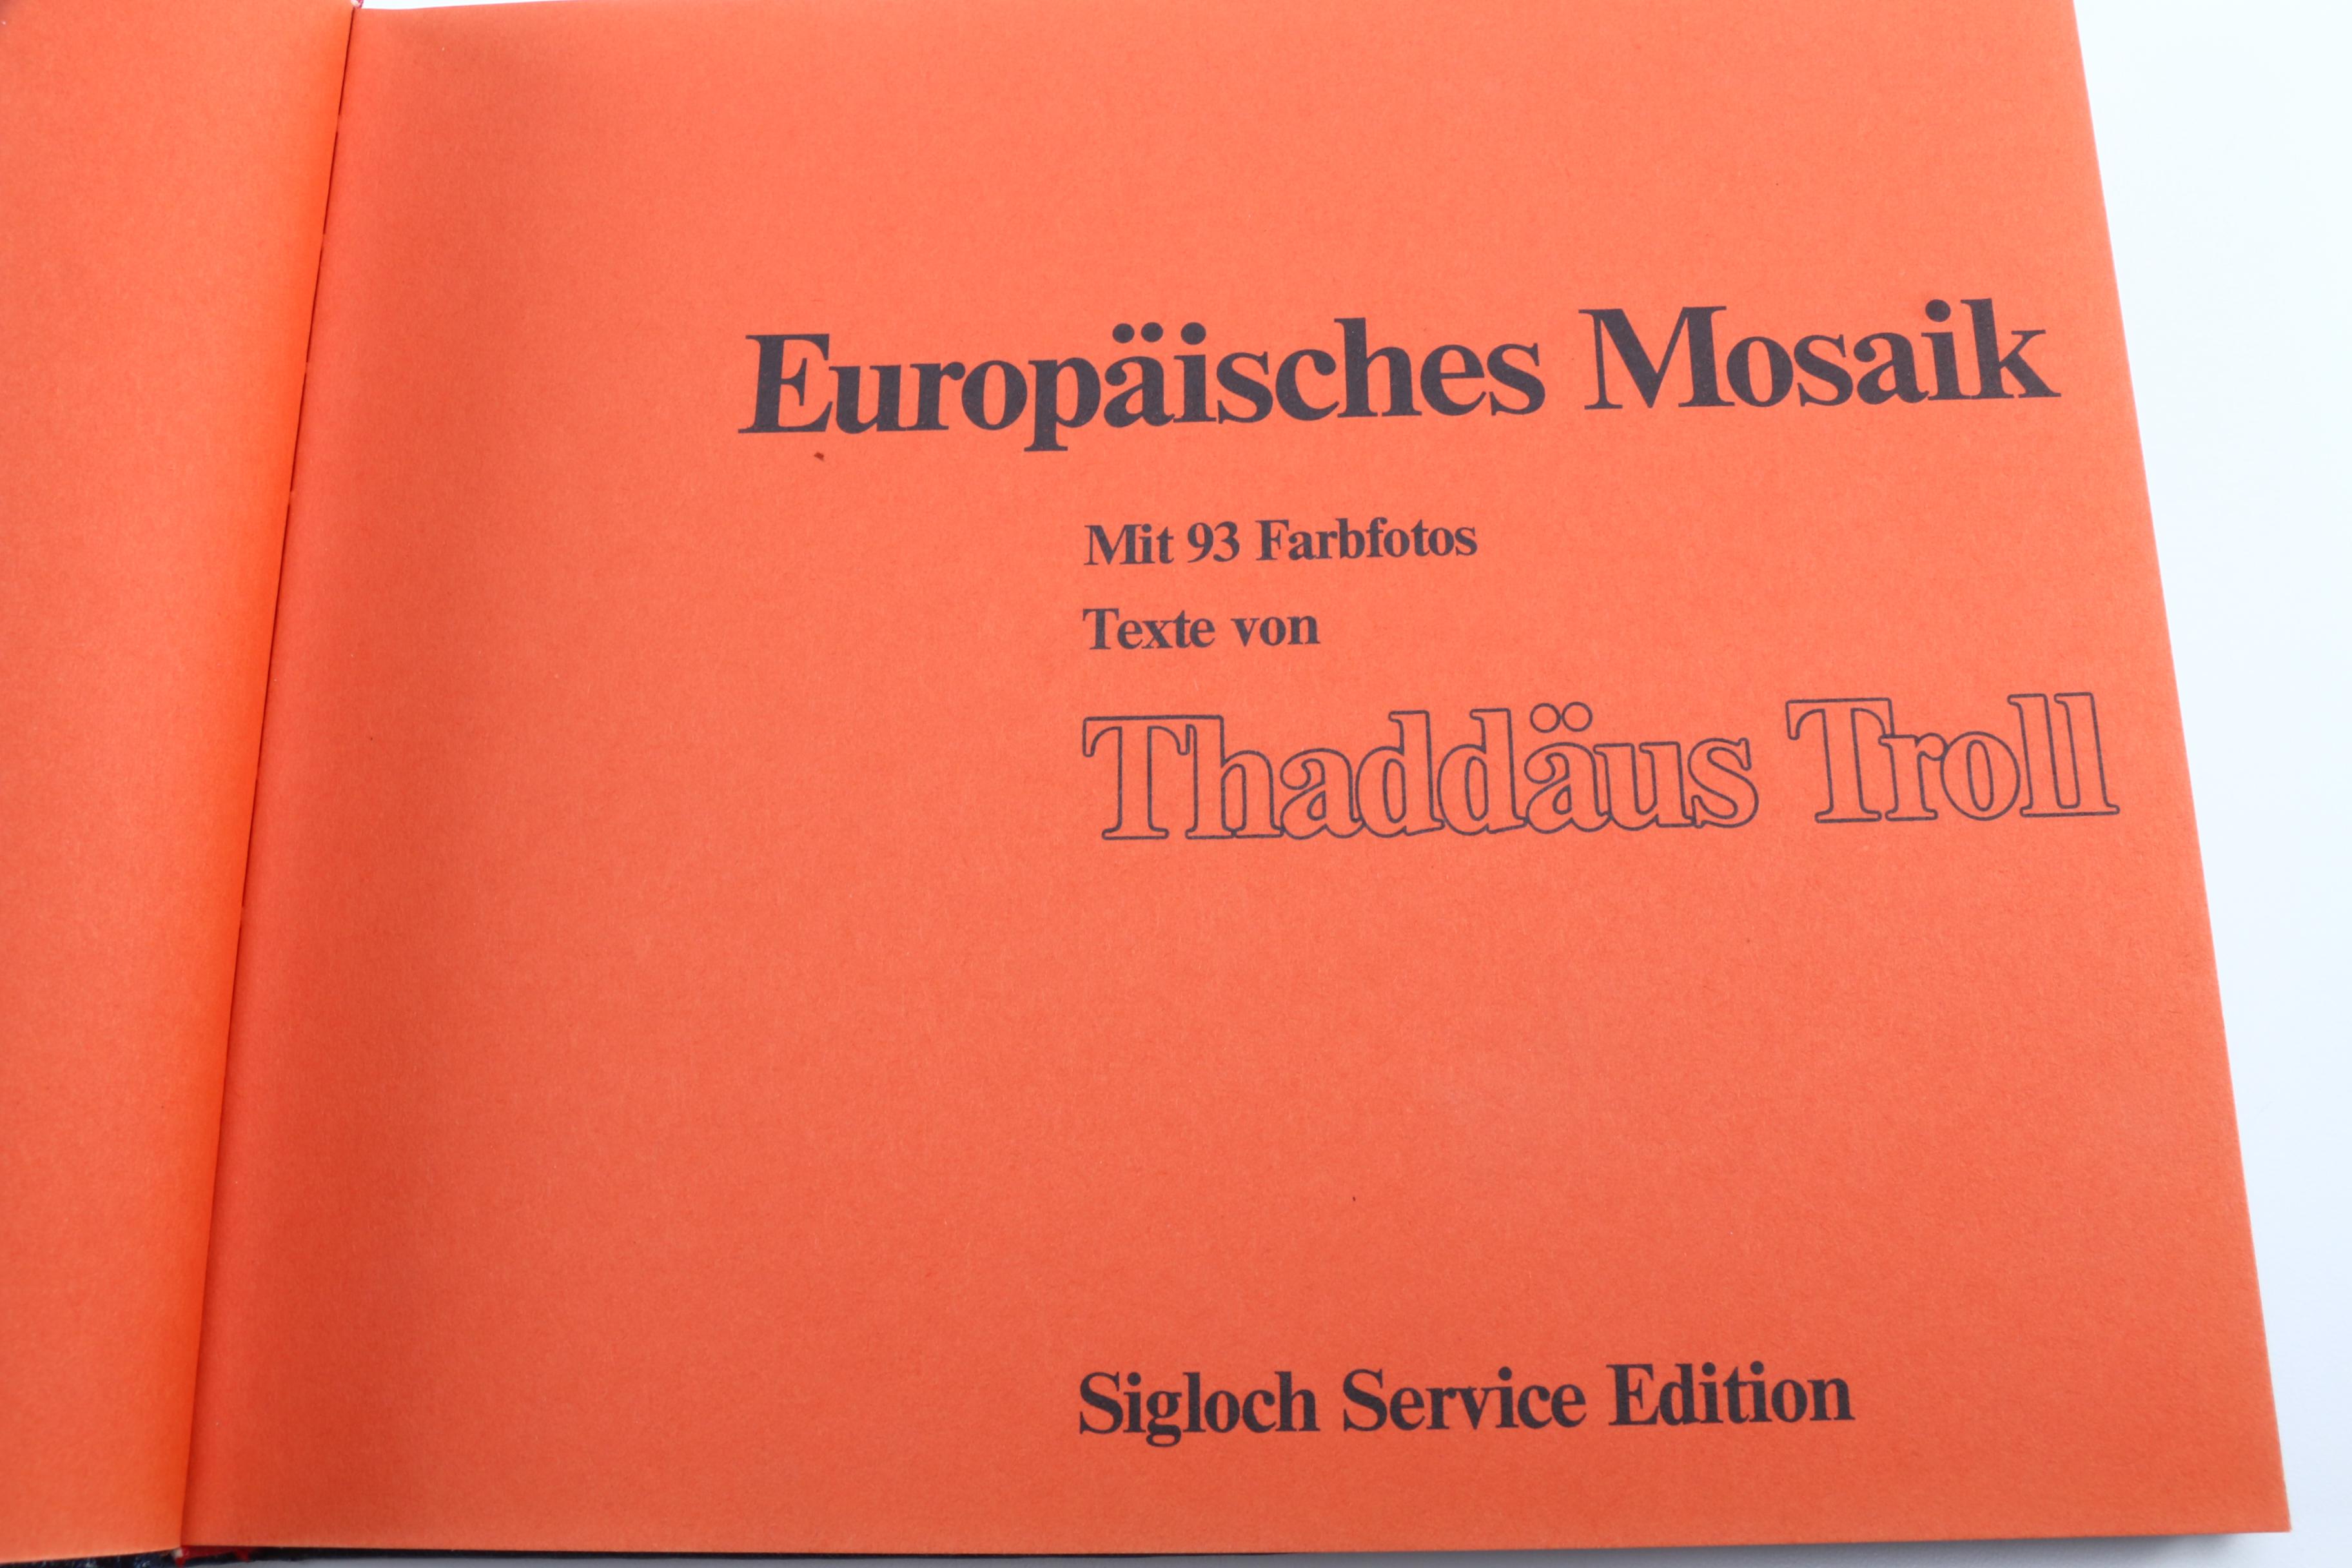 Europäisches Mosaik
Mit 93 Farbfotos
Texte von
Thaddäus Troll
Sigloch Service Edition